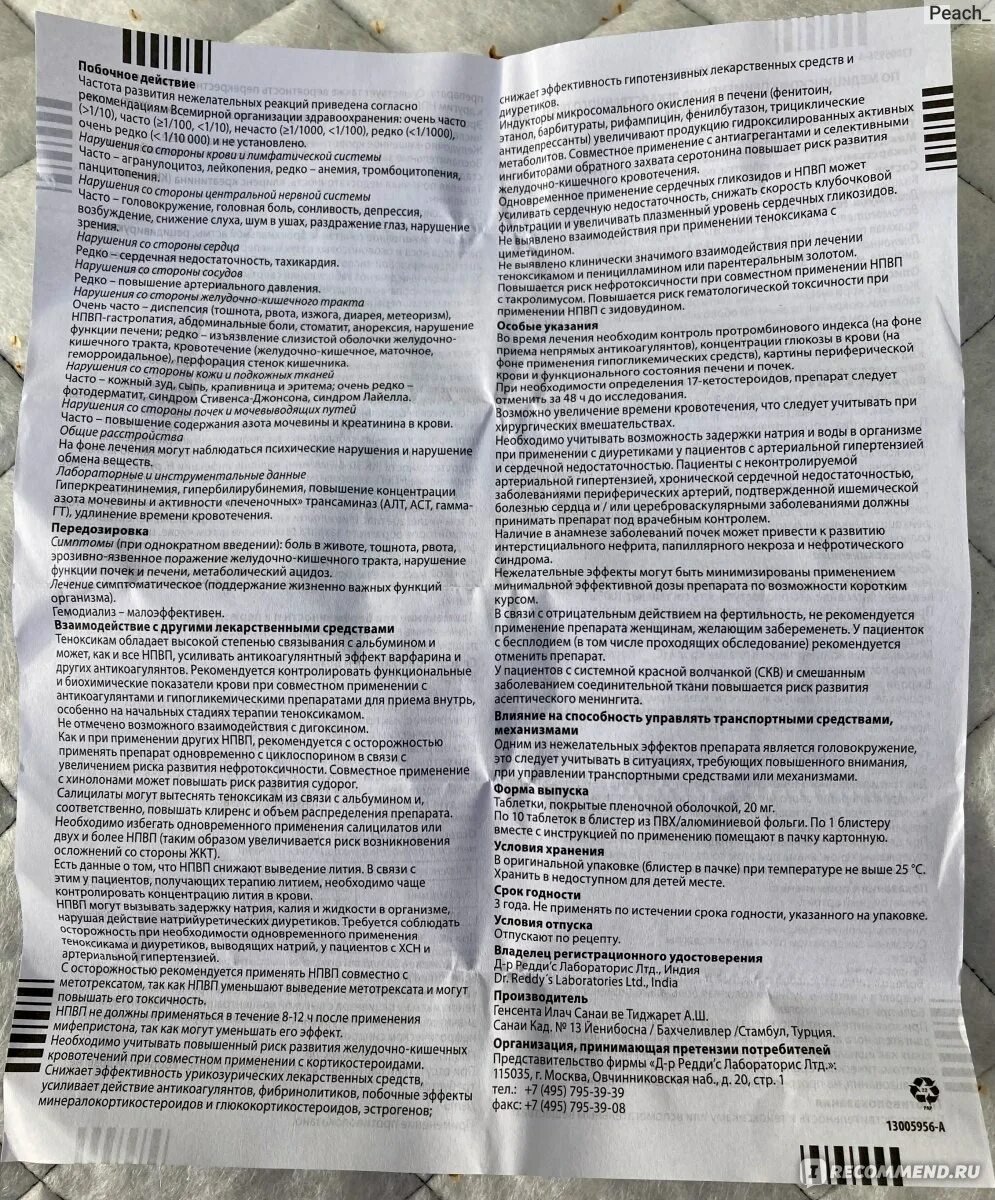 Peach_
Побочное действие
Частота развития нежелательных реакций приведена согласно
рекомендациям Всемирной организации здравоохранения: очень часто
(>1/10), часто (≥1/100, <1/10), нечасто (≥1/1000, <1/100), редко (<1/1000),
очень редко (< 1/10 000) и не установлено.
Нарушения со стороны крови и лимфатической системы
Часто – агранулоцитоз, лейкопения, редко – анемия, тромбоцитопения,
панцитопения.
Нарушения со стороны центральной нервной системы
Часто – головокружение, головная боль, сонливость, депрессия,
возбуждение, снижение слуха, шум в ушах, раздражение глаз, нарушение
зрения.
Нарушения со стороны сердца
Редко – сердечная недостаточность, тахикардия.
Нарушения со стороны сосудов
Редко – повышение артериального давления.
Нарушения со стороны желудочно-кишечного тракта
Очень часто – диспепсия (тошнота, рвота, изжога, диарея, метеоризм),
НПВП-гастропатия, абдоминальные боли, стоматит, анорексия, нарушение
функции печени; редко – изъязвление слизистой оболочки желудочно-
кишечного тракта, кровотечение (желудочно-кишечное, маточное,
геморроидальное), перфорация стенок кишечника.
Нарушения со стороны кожи и подкожных тканей
Часто – кожный зуд, сыпь, крапивница и эритема; очень редко –
фотодерматит, синдром Стивенса-Джонсона, синдром Лайелла.
Нарушения со стороны почек и мочевыводящих путей
Часто – повышение содержания азота мочевины и креатинина в крови.
Общие расстройства
На фоне лечения могут наблюдаться психические нарушения и нарушение
обмена веществ.
Лабораторные и инструментальные данные
Гиперкреатининемия, гипербилирубинемия, повышение концентрации
азота мочевины и активности «печеночных» трансаминаз (АЛТ, АСТ, гамма-
ГТ), удлинение времени кровотечения.
Передозировка
Симптомы (при однократном введении): боль в животе, тошнота, рвота,
эрозивно-язвенное поражение желудочно-кишечного тракта, нарушение
функции почек и печени, метаболический ацидоз.
Лечение симптоматическое (поддержание жизненно важных функций
организма).
Гемодиализ – малоэффективен.
Взаимодействие с другими лекарственными средствами
Теноксикам обладает высокой степенью связывания с альбумином и
может, как и все НПВП, усиливать антикоагулянтный эффект варфарина и
других антикоагулянтов. Рекомендуется контролировать функциональные
и биохимические показатели крови при совместном применении с
антикоагулянтами и гипогликемическими препаратами для приема внутрь,
особенно на начальных стадиях терапии теноксикамом.
Не отмечено возможного взаимодействия с дигоксином.
Как и при применении других НПВП, рекомендуется с осторожностью
применять препарат одновременно с циклоспорином в связи с
увеличением риска развития нефротоксичности. Совместное применение
с хинолонами может повышать риск развития судорог.
Салицилаты могут вытеснять теноксикам из связи с альбумином и,
соответственно, повышать клиренс и объем распределения препарата.
Необходимо избегать одновременного применения салицилатов или
двух и более НПВП (таким образом увеличивается риск возникновения
осложнений со стороны ЖКТ).
Есть данные о том, что НПВП снижают выведение лития. В связи с
этим у пациентов, получающих терапию литием, необходимо чаще
контролировать концентрацию лития в крови.
НПВП могут вызывать задержку натрия, калия и жидкости в организме,
нарушая действие натрийуретических диуретиков. Требуется соблюдать
осторожность при необходимости одновременного применения
теноксикама и диуретиков, выводящих натрий, у пациентов с ХСН и
артериальной гипертензией.
С осторожностью рекомендуется применять НПВП совместно с
метотрексатом, так как НПВП уменьшают выведение метотрексата и могут
повышать его токсичность.
НПВП не должны применяться в течение 8-12 ч после применения
мифепристона, так как могут уменьшать его эффект.
Необходимо учитывать повышенный риск развития желудочно-кишечных
кровотечений при совместном применении с кортикостероидами.
Снижает эффективность урикозурических лекарственных средств,
усиливает действие антикоагулянтов, фибринолитиков, побочные эффекты
минералокортикостероидов и глюкокортикостероидов, эстрогенов;
снижает эффективность гипотензивных лекарственных средств и
диуретиков.
Индукторы микросомального окисления в печени (фенитоин,
этанол, барбитураты, рифампицин, фенилбутазон, трициклические
антидепрессанты) увеличивают продукцию гидроксилированных активных
метаболитов. Совместное применение с антиагрегантами и селективными
ингибиторами обратного захвата серотонина повышает риск развития
желудочно-кишечного кровотечения.
Одновременное применение сердечных гликозидов и НПВП может
усиливать сердечную недостаточность, снижать скорость клубочковой
фильтрации и увеличивать плазменный уровень сердечных гликозидов.
Не выявлено взаимодействия при применении теноксикама с
циметидином.
Не выявлено клинически значимого взаимодействия при лечении
теноксикамом и пеницилламином или парентеральным золотом.
Повышается риск нефротоксичности при совместном применении НПВП
с такролимусом. Повышается риск гематологической токсичности при
применении НПВП с зидовудином.
Особые указания
Во время лечения необходим контроль протромбинового индекса (на фоне
приема непрямых антикоагулянтов), концентрации глюкозы в крови (на
фоне применения гипогликемических средств), картины периферической
крови и функционального состояния печени и почек.
При необходимости определения 17-кетостероидов, препарат следует
отменить за 48 ч до исследования.
Возможно увеличение времени кровотечения, что следует учитывать при
хирургических вмешательствах.
Необходимо учитывать возможность задержки натрия и воды в организме
при применении с диуретиками у пациентов с артериальной гипертензией
и сердечной недостаточностью. Пациенты с неконтролируемой
артериальной гипертензией, хронической сердечной недостаточностью,
заболеваниями периферических артерий, подтвержденной ишемической
болезнью сердца и / или цереброваскулярными заболеваниями должны
принимать препарат под врачебным контролем.
Наличие в анамнезе заболеваний почек может привести к развитию
интерстициального нефрита, папиллярного некроза и нефротического
синдрома.
Нежелательные эффекты могут быть минимизированы применением
минимальной эффективной дозы препарата по возможности коротким
курсом.
В связи с отрицательным действием на фертильность, не рекомендуется
применение препарата женщинам, желающим забеременеть. У пациенток
с бесплодием (в том числе проходящих обследование) рекомендуется
отменить препарат.
У пациентов с системной красной волчанкой (СКВ) и смешанным
заболеванием соединительной ткани повышается риск развития
асептического менингита.
Влияние на способность управлять транспортными средствами,
механизмами
Одним из нежелательных эффектов препарата является головокружение,
это следует учитывать в ситуациях, требующих повышенного внимания,
при управлении транспортными средствами или механизмами.
Форма выпуска
Таблетки, покрытые пленочной оболочкой, 20 мг.
По 10 таблеток в блистер из ПВХ/алюминиевой фольги. По 1 блистеру
вместе с инструкцией по применению помещают в пачку картонную.
Условия хранения
В оригинальной упаковке (блистер в пачке) при температуре не выше 25 °C.
Хранить в недоступном для детей месте.
Срок годности
3 года. Не применять по истечении срока годности, указанного на упаковке.
Условия отпуска
Отпускают по рецепту.
Владелец регистрационного удостоверения
Д-р Редди'с Лабораторис Лтд., Индия
Dr. Reddy's Laboratories Ltd., India
Производитель
Генсента Илач Санаи ве Тиджарет А.Ш.
Санаи Кад. № 13 Йенибосна / Бахчеливлер /Стамбул, Турция.
Организация, принимающая претензии потребителей
Представительство фирмы «Д-р Редди'с Лабораторис Лтд.»:
115035, г. Москва, Овчинниковская наб., д. 20, стр. 1
тел.: +7 (495) 795-39-39
факс: +7 (495) 795-39-08
13005956-A
IRECOMMEND.RU